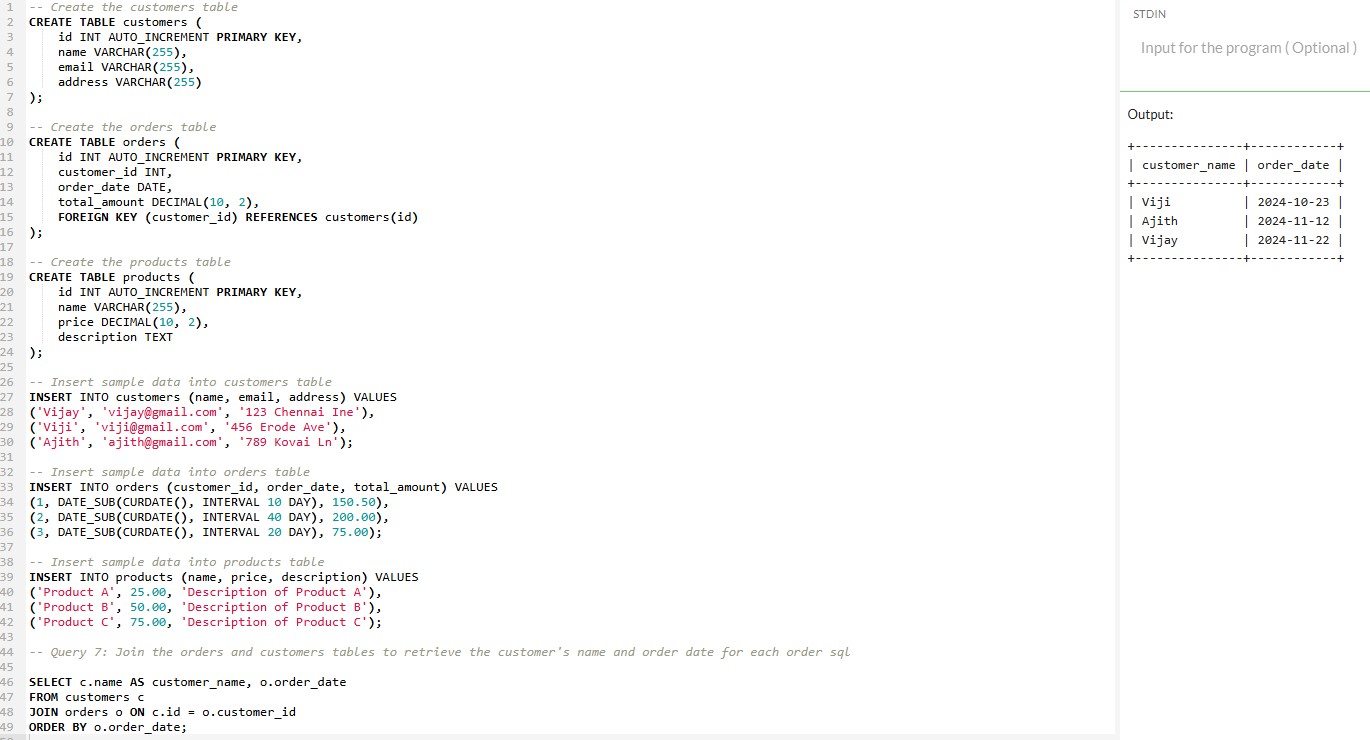 1 -- Create the customers table
2 CREATE TABLE customers (
3     id INT AUTO_INCREMENT PRIMARY KEY,
4     name VARCHAR(255),
5     email VARCHAR(255),
6     address VARCHAR(255)
7 );
8
9 -- Create the orders table
10 CREATE TABLE orders (
11     id INT AUTO_INCREMENT PRIMARY KEY,
12     customer_id INT,
13     order_date DATE,
14     total_amount DECIMAL(10, 2),
15     FOREIGN KEY (customer_id) REFERENCES customers(id)
16 );
17
18 -- Create the products table
19 CREATE TABLE products (
20     id INT AUTO_INCREMENT PRIMARY KEY,
21     name VARCHAR(255),
22     price DECIMAL(10, 2),
23     description TEXT
24 );
25
26 -- Insert sample data into customers table
27 INSERT INTO customers (name, email, address) VALUES
28 ('Vijay', 'vijay@gmail.com', '123 Chennai Ine'),
29 ('Viji', 'viji@gmail.com', '456 Erode Ave'),
30 ('Ajith', 'ajith@gmail.com', '789 Kovai Ln');
31
32 -- Insert sample data into orders table
33 INSERT INTO orders (customer_id, order_date, total_amount) VALUES
34 (1, DATE_SUB(CURDATE(), INTERVAL 10 DAY), 150.50),
35 (2, DATE_SUB(CURDATE(), INTERVAL 40 DAY), 200.00),
36 (3, DATE_SUB(CURDATE(), INTERVAL 20 DAY), 75.00);
37
38 -- Insert sample data into products table
39 INSERT INTO products (name, price, description) VALUES
40 ('Product A', 25.00, 'Description of Product A'),
41 ('Product B', 50.00, 'Description of Product B'),
42 ('Product C', 75.00, 'Description of Product C');
43
44 -- Query 7: Join the orders and customers tables to retrieve the customer's name and order date for each order sql
45
46 SELECT c.name AS customer_name, o.order_date
47 FROM customers c
48 JOIN orders o ON c.id = o.customer_id
49 ORDER BY o.order_date;
STDIN
Input for the program ( Optional )
Output:
+---------------+------------+
| customer_name | order_date |
+---------------+------------+
| Viji          | 2024-10-23 |
| Ajith         | 2024-11-12 |
| Vijay         | 2024-11-22 |
+---------------+------------+